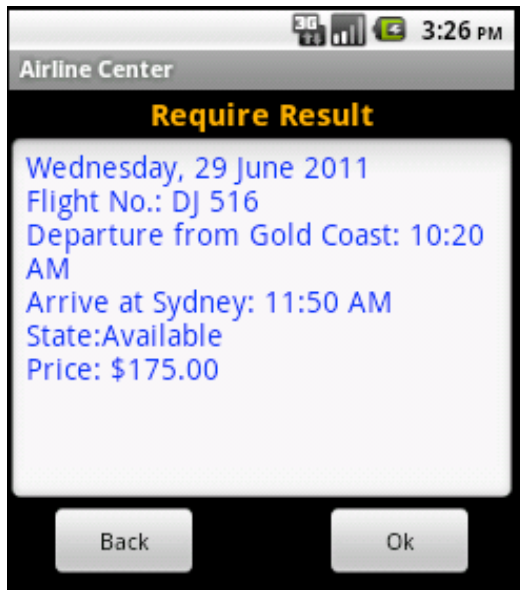 3G 3:26 PM
Airline Center
Require Result
Wednesday, 29 June 2011
Flight No.: DJ 516
Departure from Gold Coast: 10:20
AM
Arrive at Sydney: 11:50 AM
State:Available
Price: $175.00
Back Ok